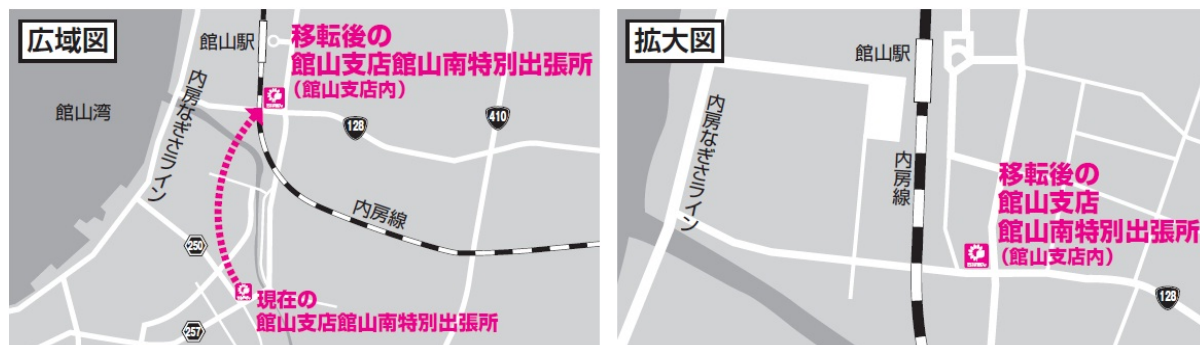 広域図
館山駅
移転後の
館山支店館山南特別出張所
（館山支店内）
館山湾
内房なぎさライン
128
410
内房線
250
現在の
館山支店館山南特別出張所
257
拡大図
館山駅
内房なぎさライン
内房線
移転後の
館山支店
館山南特別出張所
（館山支店内）
128